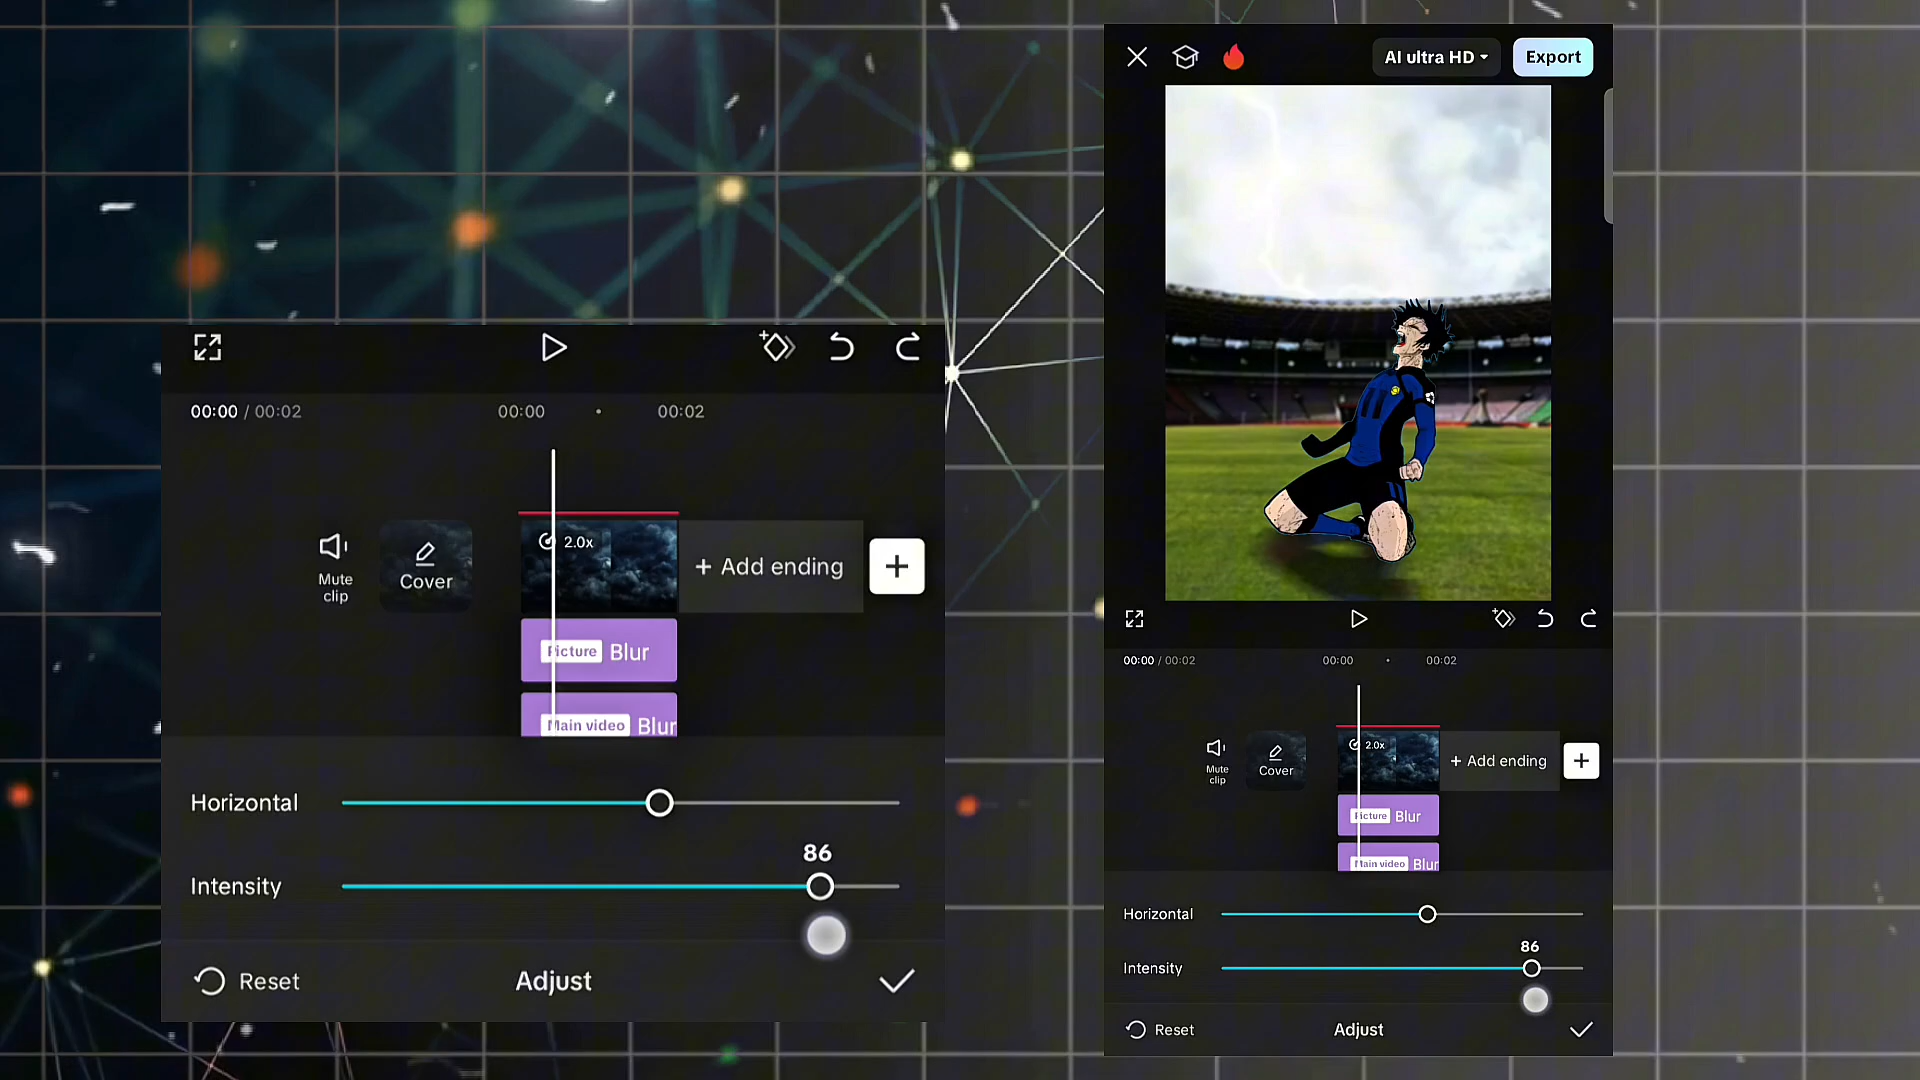 00:00 / 00:02
00:00
00:02
Mute
clip
Cover
2.0x
+ Add ending
+
Picture Blur
Main video Blur
Horizontal
86
Intensity
Reset
Adjust
AI ultra HD
Export
00:00 / 00:02
00:00
00:02
Mute
clip
Cover
2.0x
+ Add ending
+
Picture Blur
Main video Blur
Horizontal
86
Intensity
Reset
Adjust